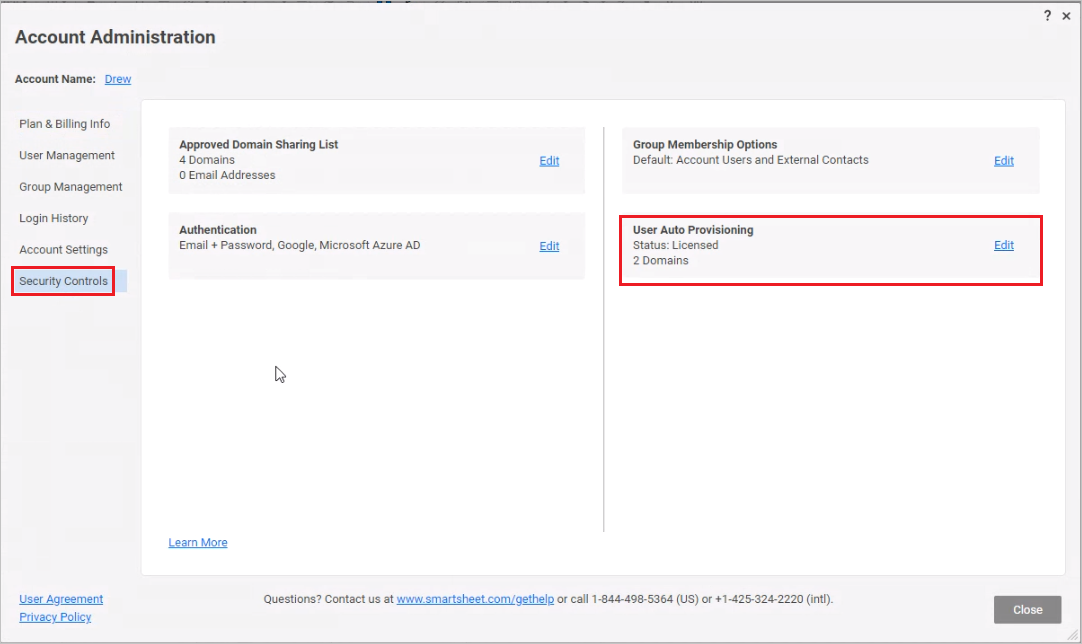 ? ×
Account Administration
Account Name: Drew
Plan & Billing Info
User Management
Group Management
Login History
Account Settings
Security Controls
Approved Domain Sharing List
4 Domains
0 Email Addresses
Edit
Authentication
Email + Password, Google, Microsoft Azure AD
Edit
Group Membership Options
Default: Account Users and External Contacts
Edit
User Auto Provisioning
Status: Licensed
2 Domains
Edit
Learn More
User Agreement
Privacy Policy
Questions? Contact us at www.smartsheet.com/gethelp or call 1-844-498-5364 (US) or +1-425-324-2220 (intl).
Close